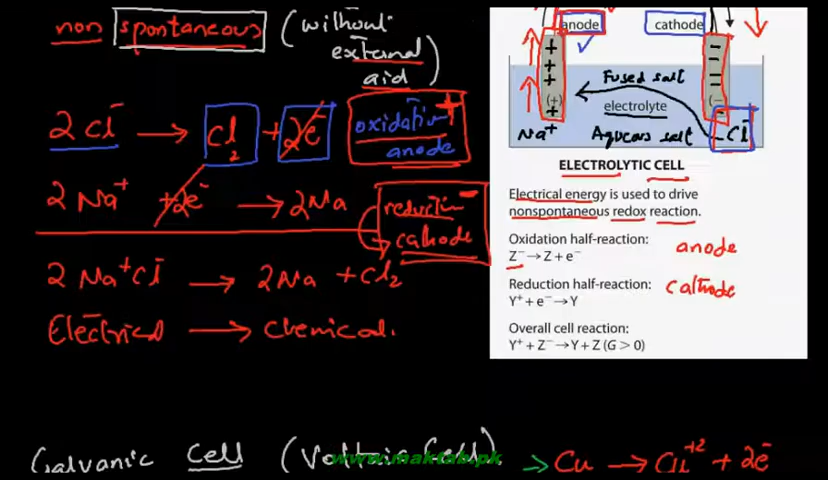 non spontaneous (without
external
aid)
2Cl⁻ → Cl₂ + 2e⁻ oxidation +
anode
2Na⁺ +2e⁻ → 2Na reduction −
cathode
2Na⁺Cl⁻ → 2Na + Cl₂
Electrical → chemical.
Galvanic Cell (Voltaic Cell).
www.maktab.pk
→ Cu → Cu⁺² + 2e⁻
anode cathode
+ −
+ −
+ −
(+) (−)
+
Fused salt
electrolyte
Na⁺ Aqueous salt Cl⁻
ELECTROLYTIC CELL
Electrical energy is used to drive
nonspontaneous redox reaction.
Oxidation half-reaction: anode
Z⁻ → Z + e⁻
Reduction half-reaction: Cathode
Y⁺ + e⁻ → Y
Overall cell reaction:
Y⁺ + Z⁻ → Y + Z (G > 0)